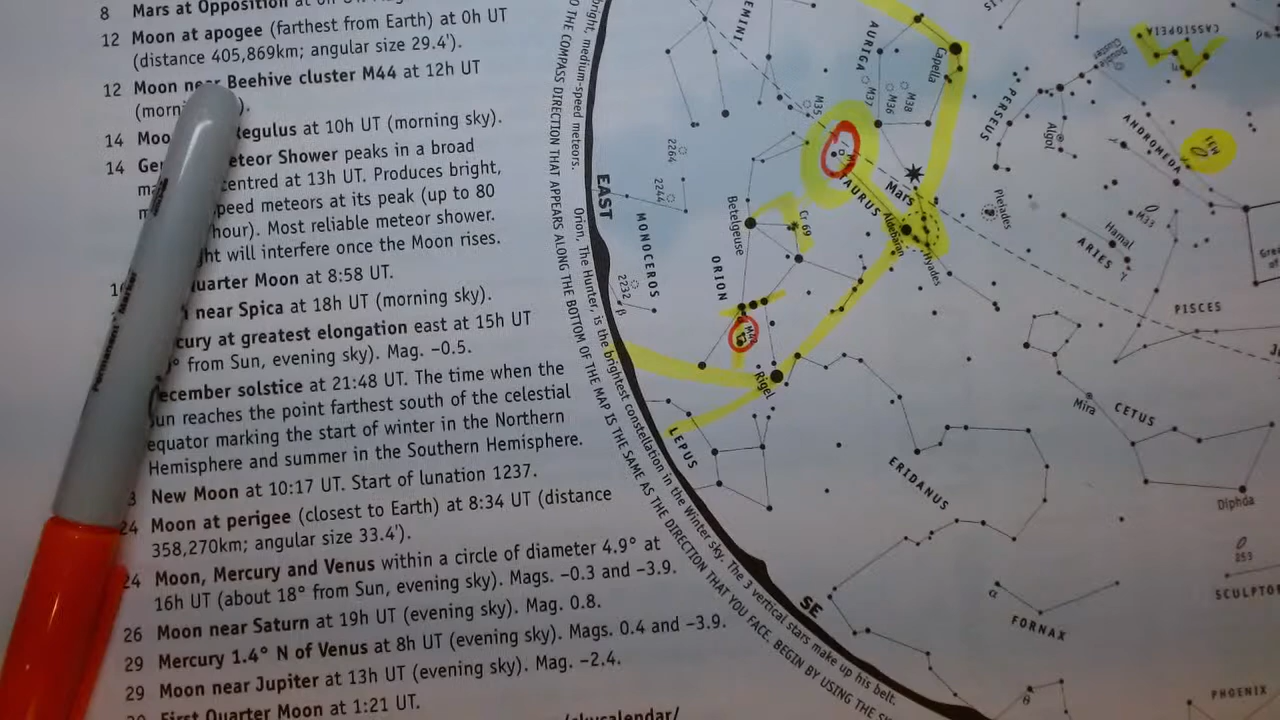 8 Mars at Opposition at
12 Moon at apogee (farthest from Earth) at 0h UT
(distance 405,869km; angular size 29.4').
12 Moon near Beehive cluster M44 at 12h UT
14 Regulus at 10h UT (morning sky).
14 Meteor Shower peaks in a broad
centred at 13h UT. Produces bright,
meteors at its peak (up to 80
hour). Most reliable meteor shower.
will interfere once the Moon rises.
Moon at 8:58 UT.
near Spica at 18h UT (morning sky).
at greatest elongation east at 15h UT
from Sun, evening sky). Mag. –0.5.
solstice at 21:48 UT. The time when the
reaches the point farthest south of the celestial
equator marking the start of winter in the Northern
Hemisphere and summer in the Southern Hemisphere.
New Moon at 10:17 UT. Start of lunation 1237.
24 Moon at perigee (closest to Earth) at 8:34 UT (distance
358,270km; angular size 33.4').
24 Moon, Mercury and Venus within a circle of diameter 4.9° at
16h UT (about 18° from Sun, evening sky). Mags. –0.3 and –3.9.
26 Moon near Saturn at 19h UT (evening sky). Mag. 0.8.
29 Mercury 1.4° N of Venus at 8h UT (evening sky). Mags. 0.4 and –3.9.
29 Moon near Jupiter at 13h UT (evening sky). Mag. –2.4.
First Quarter Moon at 1:21 UT.
/skycalendar/
bright, medium-speed meteors.
Orion, The Hunter, is the brightest constellation in the Winter sky. The 3 vertical stars make up his belt.
THE COMPASS DIRECTION THAT APPEARS ALONG THE BOTTOM OF THE MAP IS THE SAME AS THE DIRECTION THAT YOU FACE. BEGIN BY USING THE
EAST
SE
AURIGA
Capella
M37
M36
M38
M35
PERSEUS
Algol
Double
Cluster
CASSIOPEIA
ANDROMEDA
M33
TAURUS
Mars
Aldebaran
Hyades
Pleiades
Hamal
ARIES
γ
PISCES
2264
2244
MONOCEROS
2232
β
Betelgeuse
ORION
Cr 69
M42
Rigel
LEPUS
ERIDANUS
Mira
CETUS
Diphda
253
α
FORNAX
θ
PHOENIX
Permanent Marker